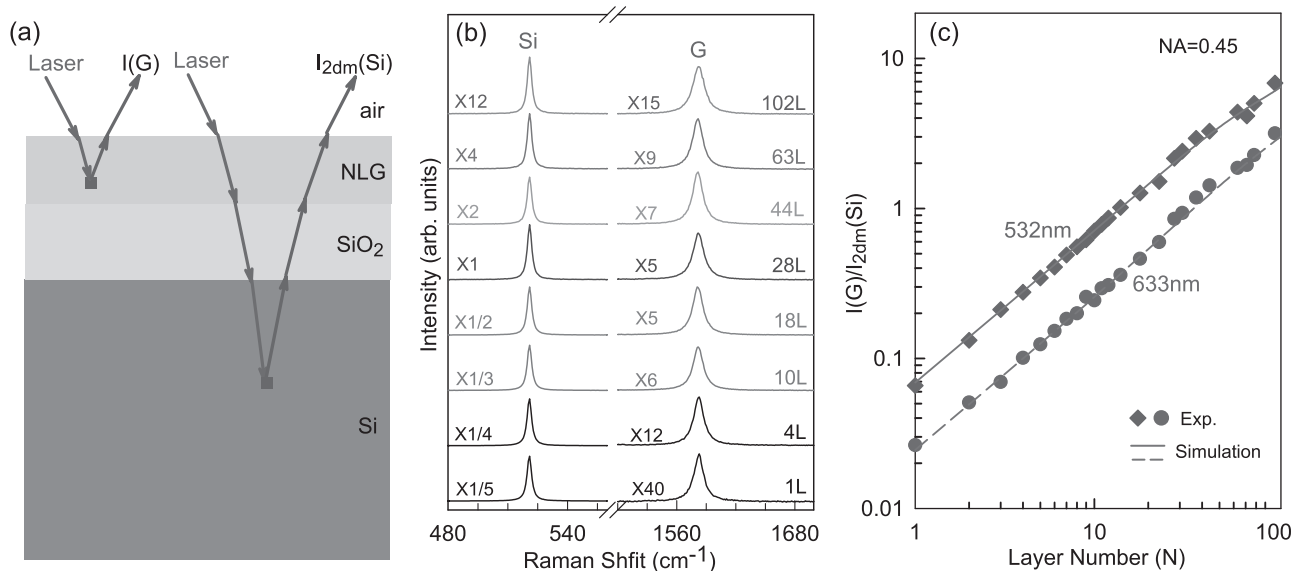 (a)
Laser
I(G)
Laser
I2dm(Si)
air
NLG
SiO2
Si
(b)
Si
G
X12
X15
102L
X4
X9
63L
X2
X7
44L
X1
X5
28L
X1/2
X5
18L
X1/3
X6
10L
X1/4
X12
4L
X1/5
X40
1L
480
540
1560
1680
Raman Shfit (cm-1)
Intensity (arb. units)
(c)
NA=0.45
10
1
0.1
0.01
532nm
633nm
Exp.
Simulation
1
10
100
Layer Number (N)
I(G)/I2dm(Si)